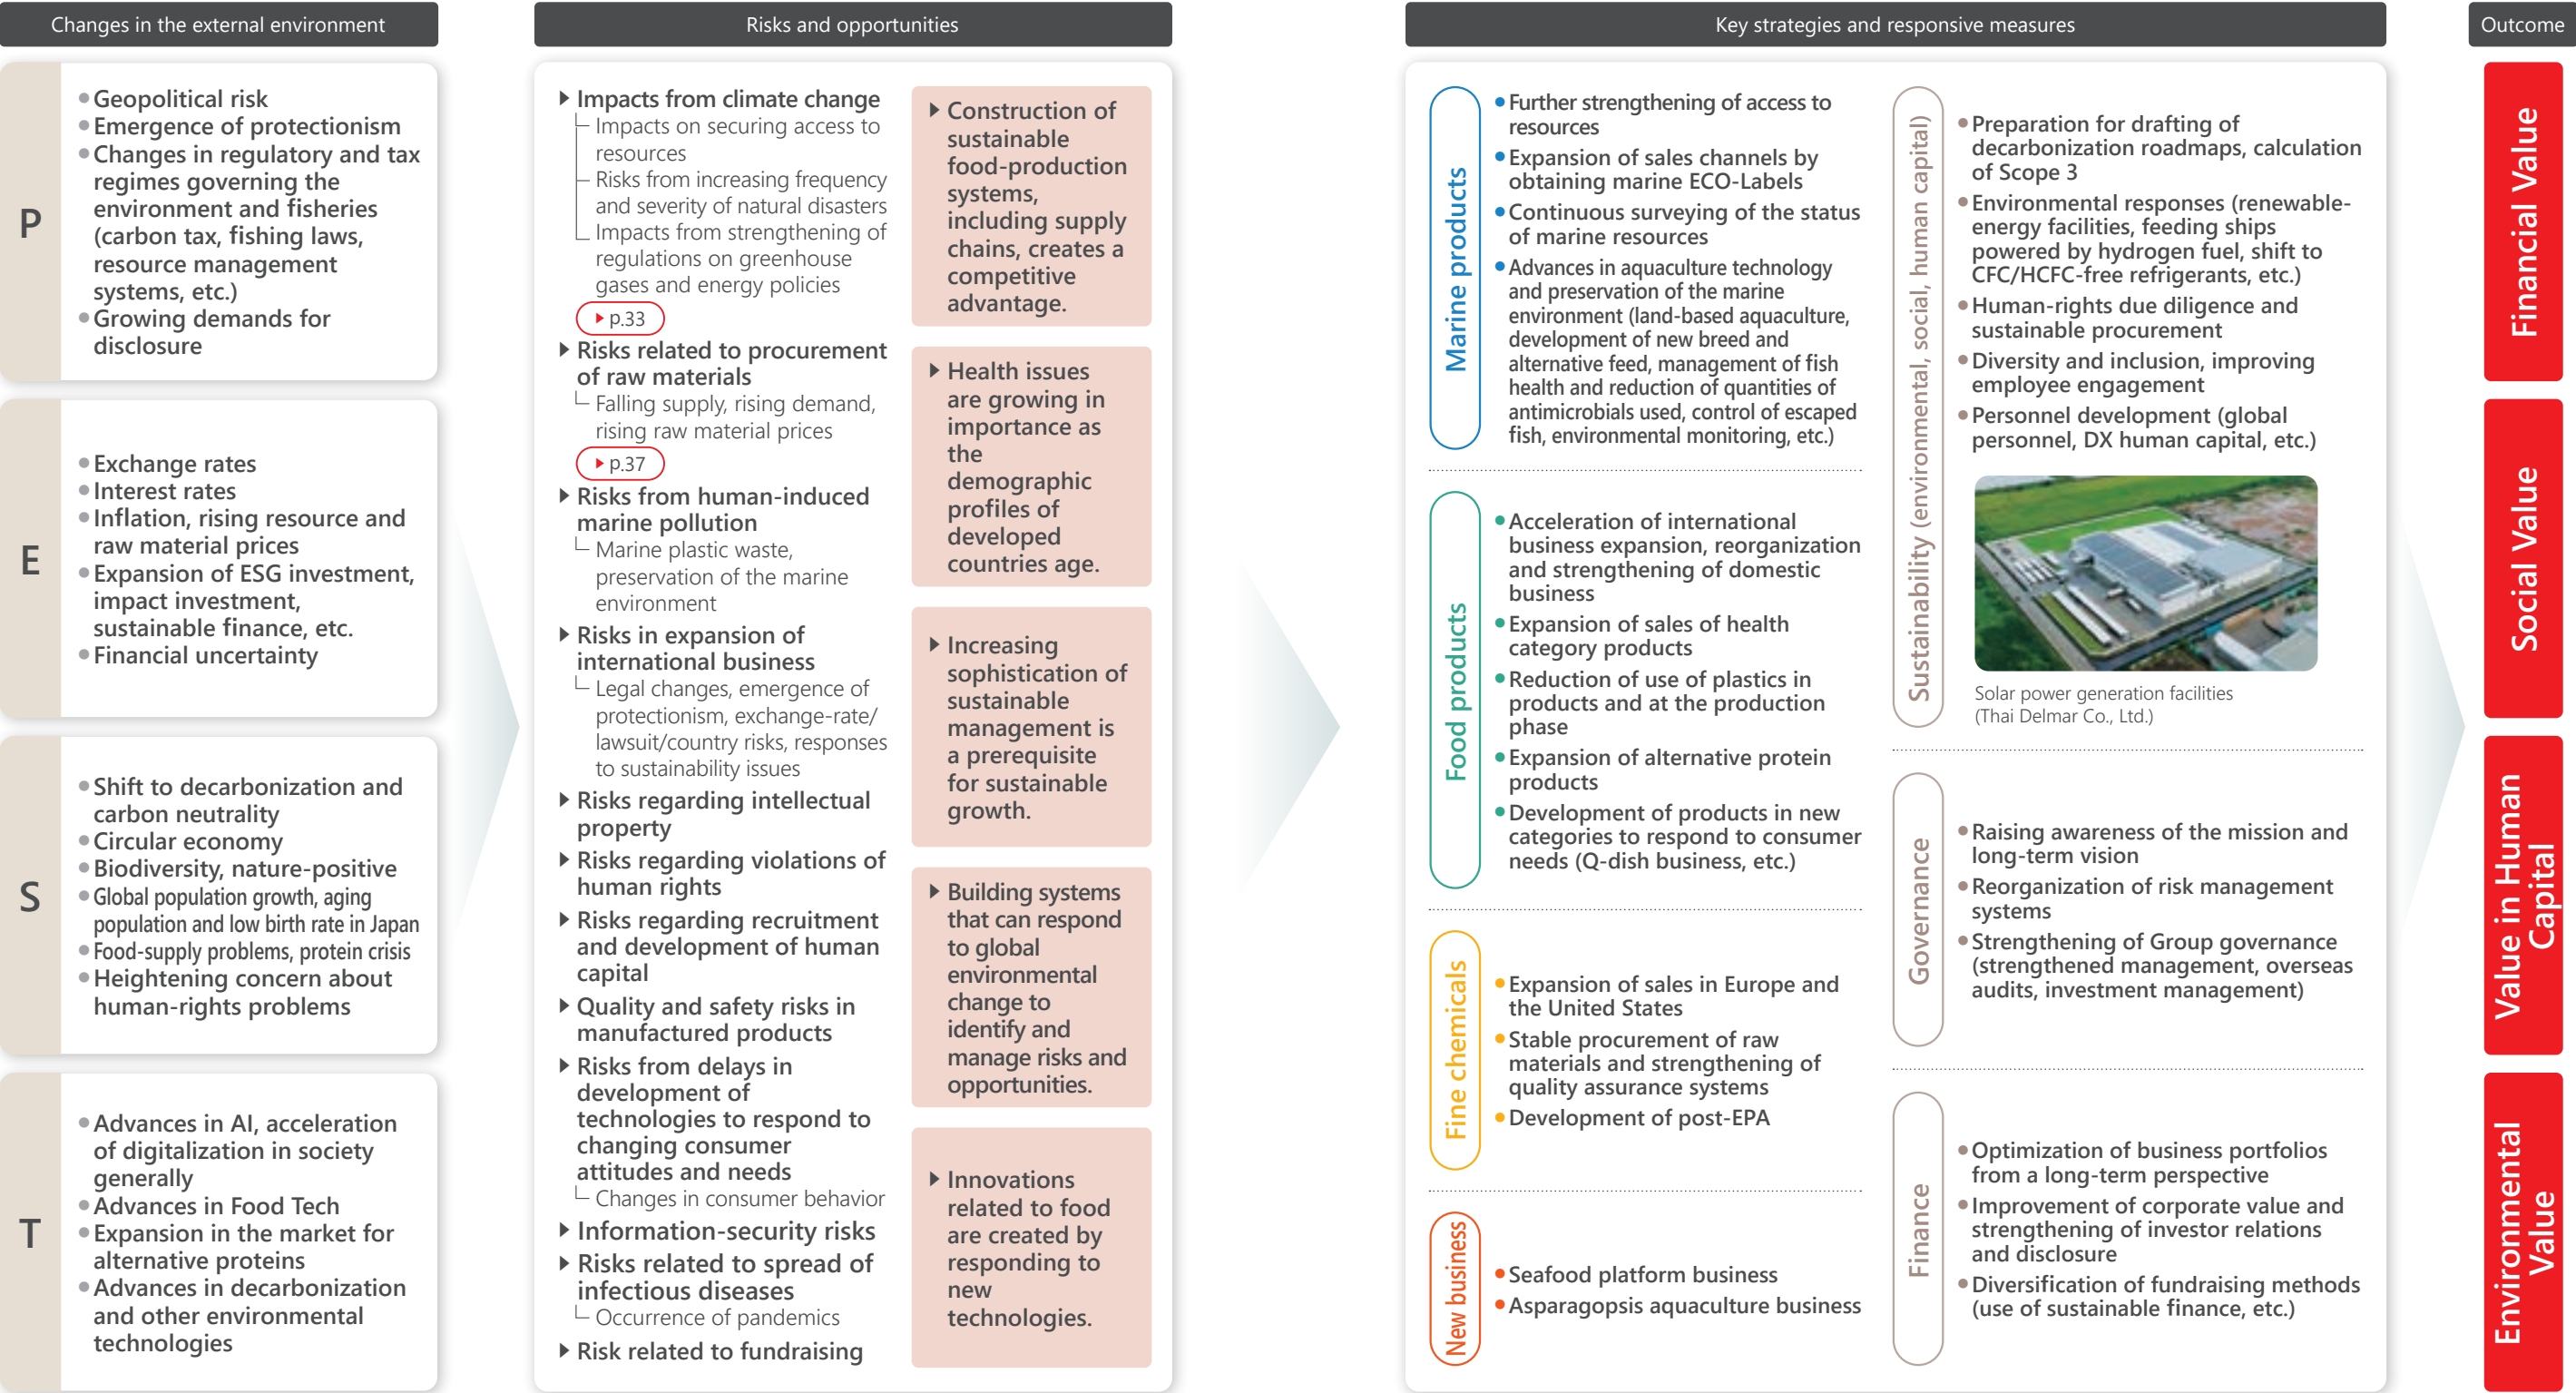 Changes in the external environment
P
Geopolitical risk
Emergence of protectionism
Changes in regulatory and tax
regimes governing the
environment and fisheries
(carbon tax, fishing laws,
resource management
systems, etc.)
Growing demands for
disclosure
E
Exchange rates
Interest rates
Inflation, rising resource and
raw material prices
Expansion of ESG investment,
impact investment,
sustainable finance, etc.
Financial uncertainty
S
Shift to decarbonization and
carbon neutrality
Circular economy
Biodiversity, nature-positive
Global population growth, aging
population and low birth rate in Japan
Food-supply problems, protein crisis
Heightening concern about
human-rights problems
T
Advances in AI, acceleration
of digitalization in society
generally
Advances in Food Tech
Expansion in the market for
alternative proteins
Advances in decarbonization
and other environmental
technologies
Risks and opportunities
Impacts from climate change
Impacts on securing access to
resources
Risks from increasing frequency
and severity of natural disasters
Impacts from strengthening of
regulations on greenhouse
gases and energy policies
p.33
Risks related to procurement
of raw materials
Falling supply, rising demand,
rising raw material prices
p.37
Risks from human-induced
marine pollution
Marine plastic waste,
preservation of the marine
environment
Risks in expansion of
international business
Legal changes, emergence of
protectionism, exchange-rate/
lawsuit/country risks, responses
to sustainability issues
Risks regarding intellectual
property
Risks regarding violations of
human rights
Risks regarding recruitment
and development of human
capital
Quality and safety risks in
manufactured products
Risks from delays in
development of
technologies to respond to
changing consumer
attitudes and needs
Changes in consumer behavior
Information-security risks
Risks related to spread of
infectious diseases
Occurrence of pandemics
Risk related to fundraising
Construction of
sustainable
food-production
systems,
including supply
chains, creates a
competitive
advantage.
Health issues
are growing in
importance as
the
demographic
profiles of
developed
countries age.
Increasing
sophistication of
sustainable
management is
a prerequisite
for sustainable
growth.
Building systems
that can respond
to global
environmental
change to
identify and
manage risks and
opportunities.
Innovations
related to food
are created by
responding to
new
technologies.
Key strategies and responsive measures
Marine products
Further strengthening of access to
resources
Expansion of sales channels by
obtaining marine ECO-Labels
Continuous surveying of the status
of marine resources
Advances in aquaculture technology
and preservation of the marine
environment (land-based aquaculture,
development of new breed and
alternative feed, management of fish
health and reduction of quantities of
antimicrobials used, control of escaped
fish, environmental monitoring, etc.)
Food products
Acceleration of international
business expansion, reorganization
and strengthening of domestic
business
Expansion of sales of health
category products
Reduction of use of plastics in
products and at the production
phase
Expansion of alternative protein
products
Development of products in new
categories to respond to consumer
needs (Q-dish business, etc.)
Fine chemicals
Expansion of sales in Europe and
the United States
Stable procurement of raw
materials and strengthening of
quality assurance systems
Development of post-EPA
New business
Seafood platform business
Asparagopsis aquaculture business
Sustainability (environmental, social, human capital)
Preparation for drafting of
decarbonization roadmaps, calculation
of Scope 3
Environmental responses (renewable-
energy facilities, feeding ships
powered by hydrogen fuel, shift to
CFC/HCFC-free refrigerants, etc.)
Human-rights due diligence and
sustainable procurement
Diversity and inclusion, improving
employee engagement
Personnel development (global
personnel, DX human capital, etc.)
Solar power generation facilities
(Thai Delmar Co., Ltd.)
Governance
Raising awareness of the mission and
long-term vision
Reorganization of risk management
systems
Strengthening of Group governance
(strengthened management, overseas
audits, investment management)
Finance
Optimization of business portfolios
from a long-term perspective
Improvement of corporate value and
strengthening of investor relations
and disclosure
Diversification of fundraising methods
(use of sustainable finance, etc.)
Outcome
Financial Value
Social Value
Value in Human
Capital
Environmental
Value